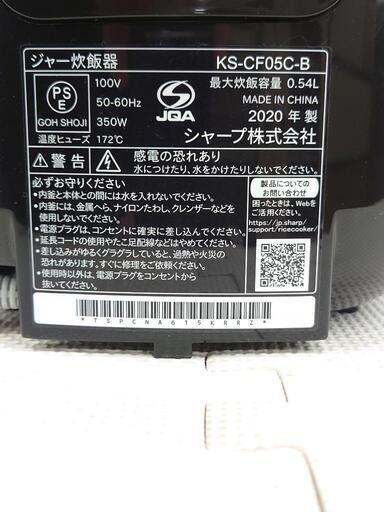 ジャー炊飯器 KS-CF05C-B
PS
E
GOH SHOJI
100V
50-60Hz
350W
温度ヒューズ 172℃
JQA
最大炊飯容量 0.54L
MADE IN CHINA
2020 年製
シャープ株式会社
警告 感電の恐れあり
水につけたり、水をかけたりしないでください。
必ずお守りください
・内釜と本体との間には水を入れないでください。
・内釜には、金属へら、ナイロンたわし、クレンザーなどを
使用しないでください。
・電源プラグは、コンセントに確実に差し込んでください。
・延長コードの使用やたこ足配線などはやめてください。
・差し込みがゆるくグラグラしていると、過熱や火災の
恐れがあります。すぐに修理をご依頼ください。
・使用時以外は、電源プラグをコンセントから
抜いてください。
製品についての
お問い合わせ
困ったときは、Webを
ご活用ください。
https://jp.sharp/
support/ricecooker/
*TSPCNA615KRRZ*